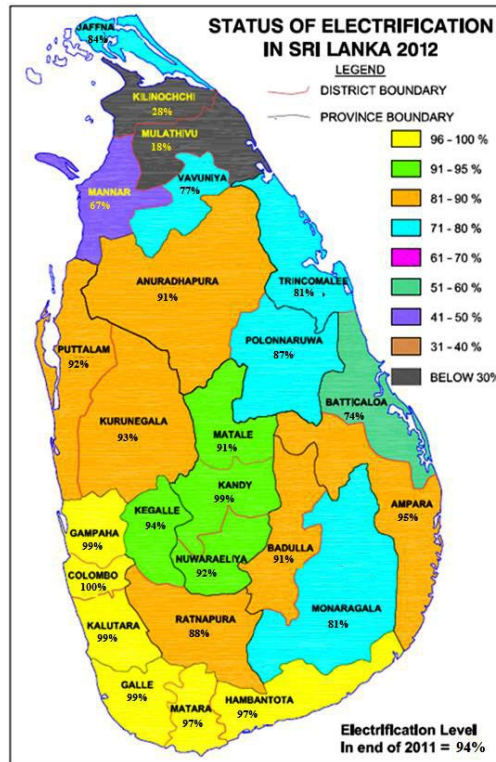 STATUS OF ELECTRIFICATION
IN SRI LANKA 2012
LEGEND
DISTRICT BOUNDARY
PROVINCE BOUNDARY
96 - 100 %
91 - 95 %
81 - 90 %
71 - 80 %
61 - 70 %
51 - 60 %
41 - 50 %
31 - 40 %
BELOW 30%
JAFFNA
84%
KILINOCHCHI
28%
MULATHIVU
18%
VAVUNIYA
77%
MANNAR
67%
ANURADHAPURA
91%
TRINCOMALEE
81%
PUTTALAM
92%
POLONNARUWA
87%
BATTICALOA
74%
KURUNEGALA
93%
MATALE
91%
KANDY
99%
KEGALLE
94%
AMPARA
95%
GAMPAHA
99%
NUWARAELIYA
92%
BADULLA
91%
COLOMBO
100%
MONARAGALA
81%
KALUTARA
99%
RATNAPURA
88%
GALLE
99%
MATARA
97%
HAMBANTOTA
97%
Electrification Level
In end of 2011 = 94%